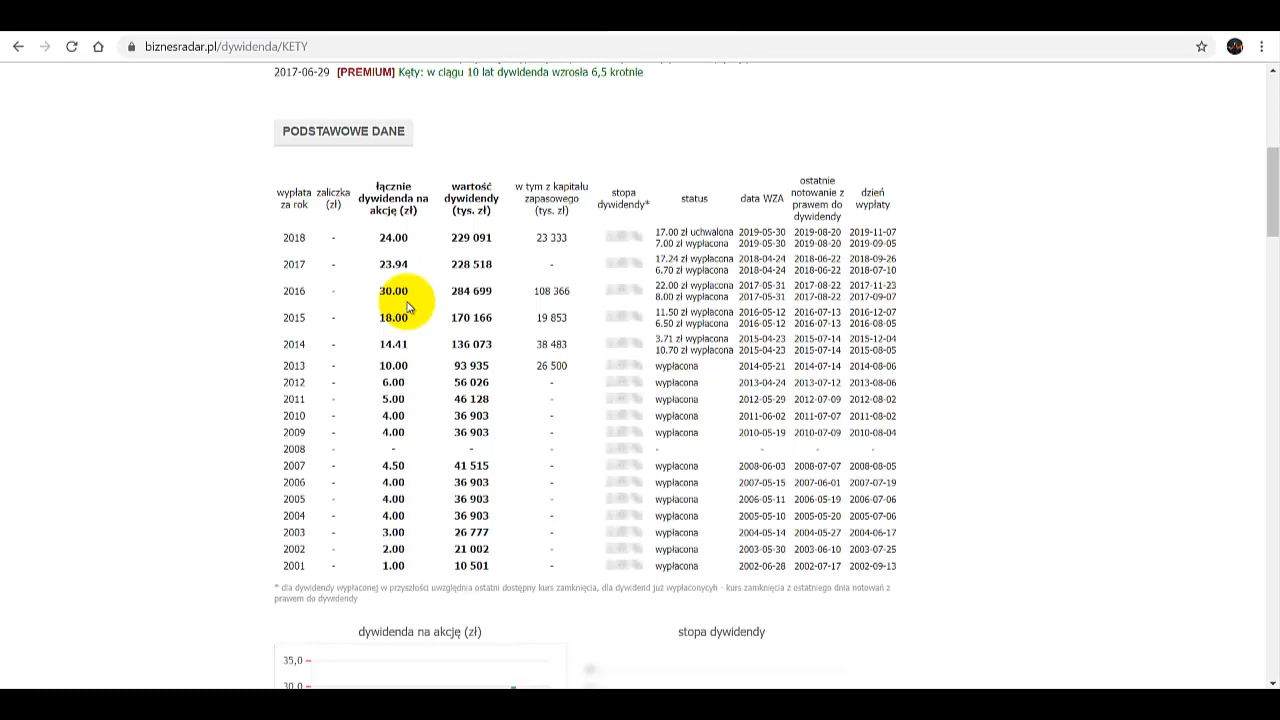 biznesradar.pl/dywidenda/KETY
2017-06-29 [PREMIUM] Kęty: w ciągu 10 lat dywidenda wzrosła 6,5 krotnie
PODSTAWOWE DANE
wypłata za rok zaliczka (zł) łącznie dywidenda na akcję (zł) wartość dywidendy (tys. zł) w tym z kapitału zapasowego (tys. zł) stopa dywidendy* status data WZA ostatnie notowanie z prawem do dywidendy dzień wypłaty
2018 - 24.00 229 091 23 333 17.00 zł uchwalona 2019-05-30 2019-08-20 2019-11-07
7.00 zł wypłacona 2019-05-30 2019-08-20 2019-09-05
2017 - 23.94 228 518 - 17.24 zł wypłacona 2018-04-24 2018-06-22 2018-09-26
6.70 zł wypłacona 2018-04-24 2018-06-22 2018-07-10
2016 - 30.00 284 699 108 366 22.00 zł wypłacona 2017-05-31 2017-08-22 2017-11-23
8.00 zł wypłacona 2017-05-31 2017-08-22 2017-09-07
2015 - 18.00 170 166 19 853 11.50 zł wypłacona 2016-05-12 2016-07-13 2016-12-07
6.50 zł wypłacona 2016-05-12 2016-07-13 2016-08-05
2014 - 14.41 136 073 38 483 3.71 zł wypłacona 2015-04-23 2015-07-14 2015-12-04
10.70 zł wypłacona 2015-04-23 2015-07-14 2015-08-05
2013 - 10.00 93 935 26 500 wypłacona 2014-05-21 2014-07-14 2014-08-06
2012 - 6.00 56 026 - wypłacona 2013-04-24 2013-07-12 2013-08-06
2011 - 5.00 46 128 - wypłacona 2012-05-29 2012-07-09 2012-08-02
2010 - 4.00 36 903 - wypłacona 2011-06-02 2011-07-07 2011-08-02
2009 - 4.00 36 903 - wypłacona 2010-05-19 2010-07-09 2010-08-04
2008 - - - - - - - -
2007 - 4.50 41 515 - wypłacona 2008-06-03 2008-07-07 2008-08-05
2006 - 4.00 36 903 - wypłacona 2007-05-15 2007-06-01 2007-07-19
2005 - 4.00 36 903 - wypłacona 2006-05-11 2006-05-19 2006-07-06
2004 - 4.00 36 903 - wypłacona 2005-05-10 2005-05-20 2005-07-06
2003 - 3.00 26 777 - wypłacona 2004-05-14 2004-05-27 2004-06-17
2002 - 2.00 21 002 - wypłacona 2003-05-30 2003-06-10 2003-07-25
2001 - 1.00 10 501 - wypłacona 2002-06-28 2002-07-17 2002-09-13
* dla dywidendy wypłaconej w przyszłości uwzględnia ostatni dostępny kurs zamknięcia, dla dywidend już wypłaconycyh - kurs zamknięcia z ostatniego dnia notowań z
prawem do dywidendy
dywidenda na akcję (zł) stopa dywidendy
35,0
30,0